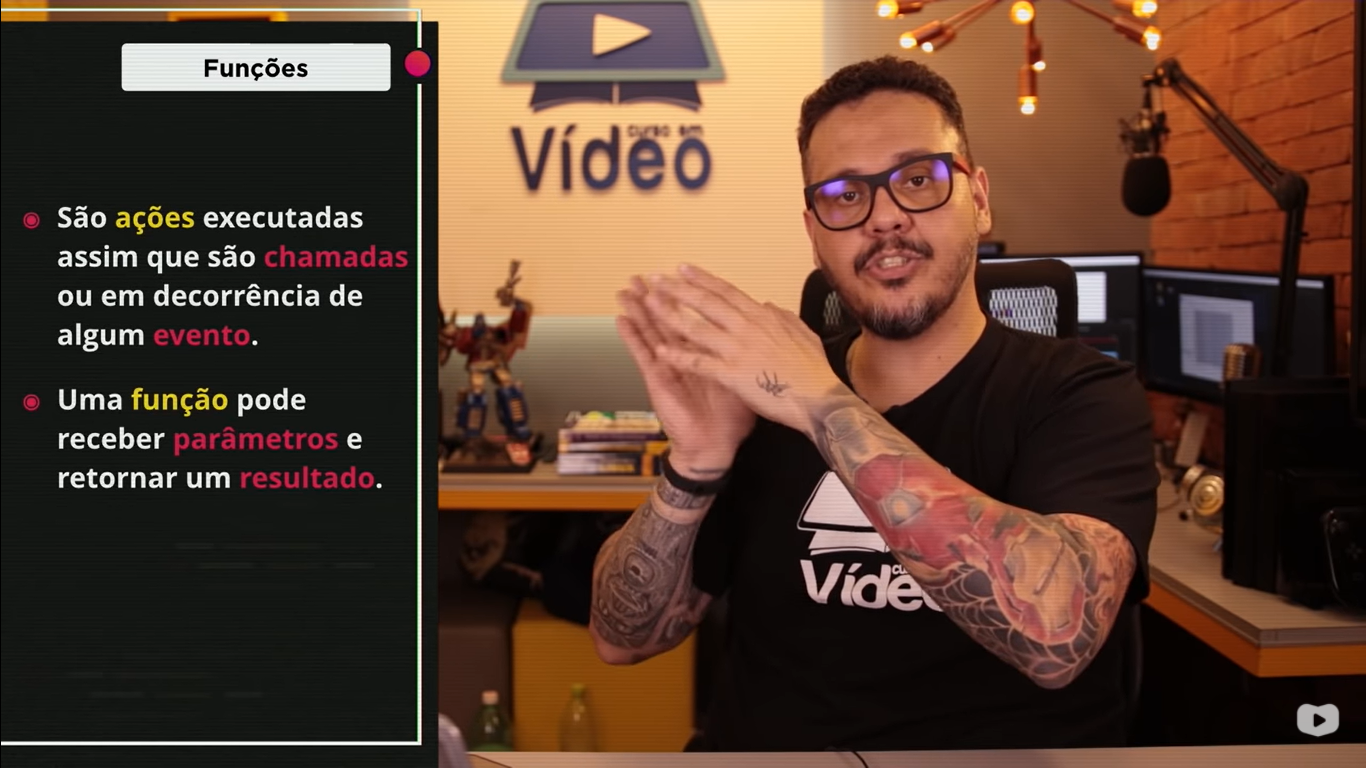 Funções
São ações executadas
assim que são chamadas
ou em decorrência de
algum evento.
Uma função pode
receber parâmetros e
retornar um resultado.
curso em
Vídeo
Vídeo